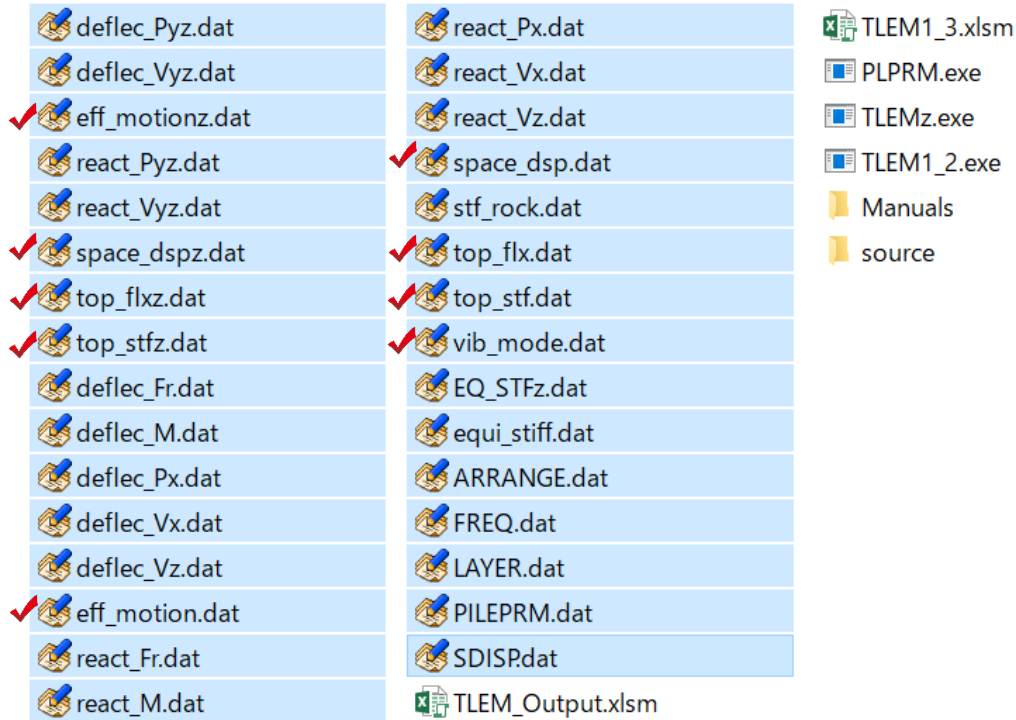 deflec_Pyz.dat
deflec_Vyz.dat
eff_motionz.dat
react_Pyz.dat
react_Vyz.dat
space_dspz.dat
top_flxz.dat
top_stfz.dat
deflec_Fr.dat
deflec_M.dat
deflec_Px.dat
deflec_Vx.dat
deflec_Vz.dat
eff_motion.dat
react_Fr.dat
react_M.dat
react_Px.dat
react_Vx.dat
react_Vz.dat
space_dsp.dat
stf_rock.dat
top_flx.dat
top_stf.dat
vib_mode.dat
EQ_STFz.dat
equi_stiff.dat
ARRANGE.dat
FREQ.dat
LAYER.dat
PILEPRM.dat
SDISP.dat
TLEM_Output.xlsm
TLEM1_3.xlsm
PLPRM.exe
TLEMz.exe
TLEM1_2.exe
Manuals
source